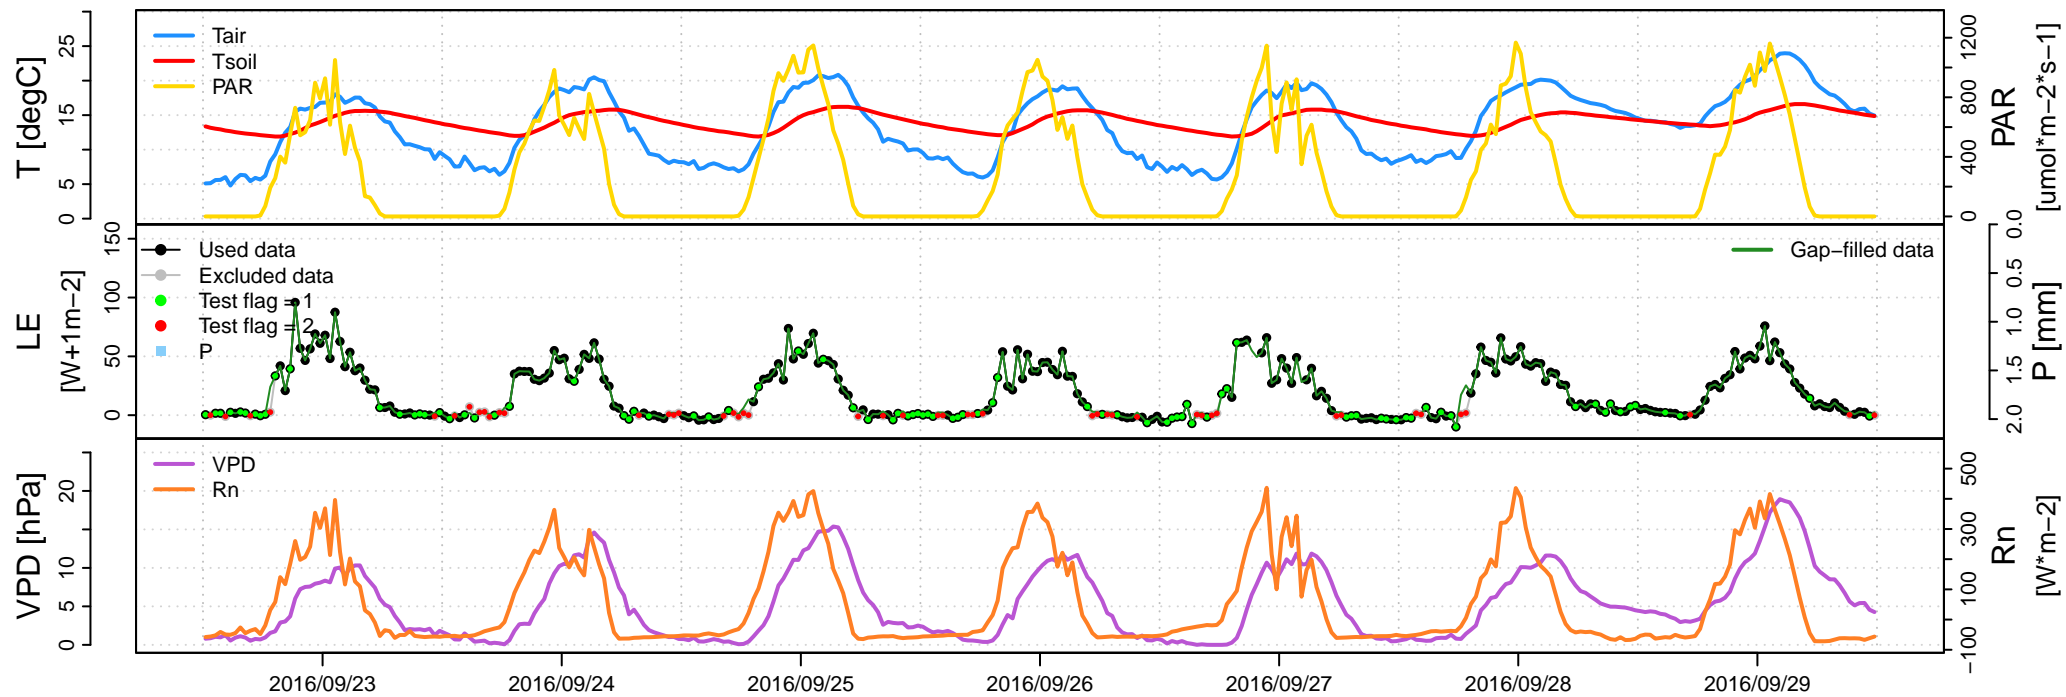 T [degC]
0
5
15
25
Tair
Tsoil
PAR
0
400
800
1200
PAR
[umol*m−2*s−1]
LE
[W+1m−2]
0
50
100
150
Used data
Excluded data
Test flag = 1
Test flag = 2
P
Gap−filled data
0.0
0.5
1.0
1.5
2.0
P [mm]
VPD [hPa]
0
5
10
20
VPD
Rn
−100
100
300
500
Rn
[W*m−2]
2016/09/23
2016/09/24
2016/09/25
2016/09/26
2016/09/27
2016/09/28
2016/09/29